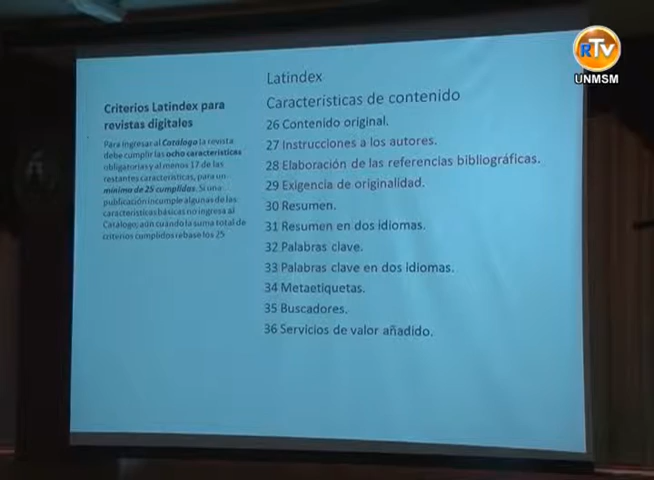 RTV
UNMSM
Latindex
Características de contenido
26 Contenido original.
27 Instrucciones a los autores.
28 Elaboración de las referencias bibliográficas.
29 Exigencia de originalidad.
30 Resumen.
31 Resumen en dos idiomas.
32 Palabras clave.
33 Palabras clave en dos idiomas.
34 Metaetiquetas.
35 Buscadores.
36 Servicios de valor añadido.
Criterios Latindex para
revistas digitales
Para ingresar al Catálogo la revista
debe cumplir las ocho características
obligatorias y al menos 17 de las
restantes características, para un
mínimo de 25 cumplidas. Si una
publicación incumple algunas de las
características básicas no ingresa al
Catálogo, aún cuando la suma total de
criterios cumplidos rebase los 25